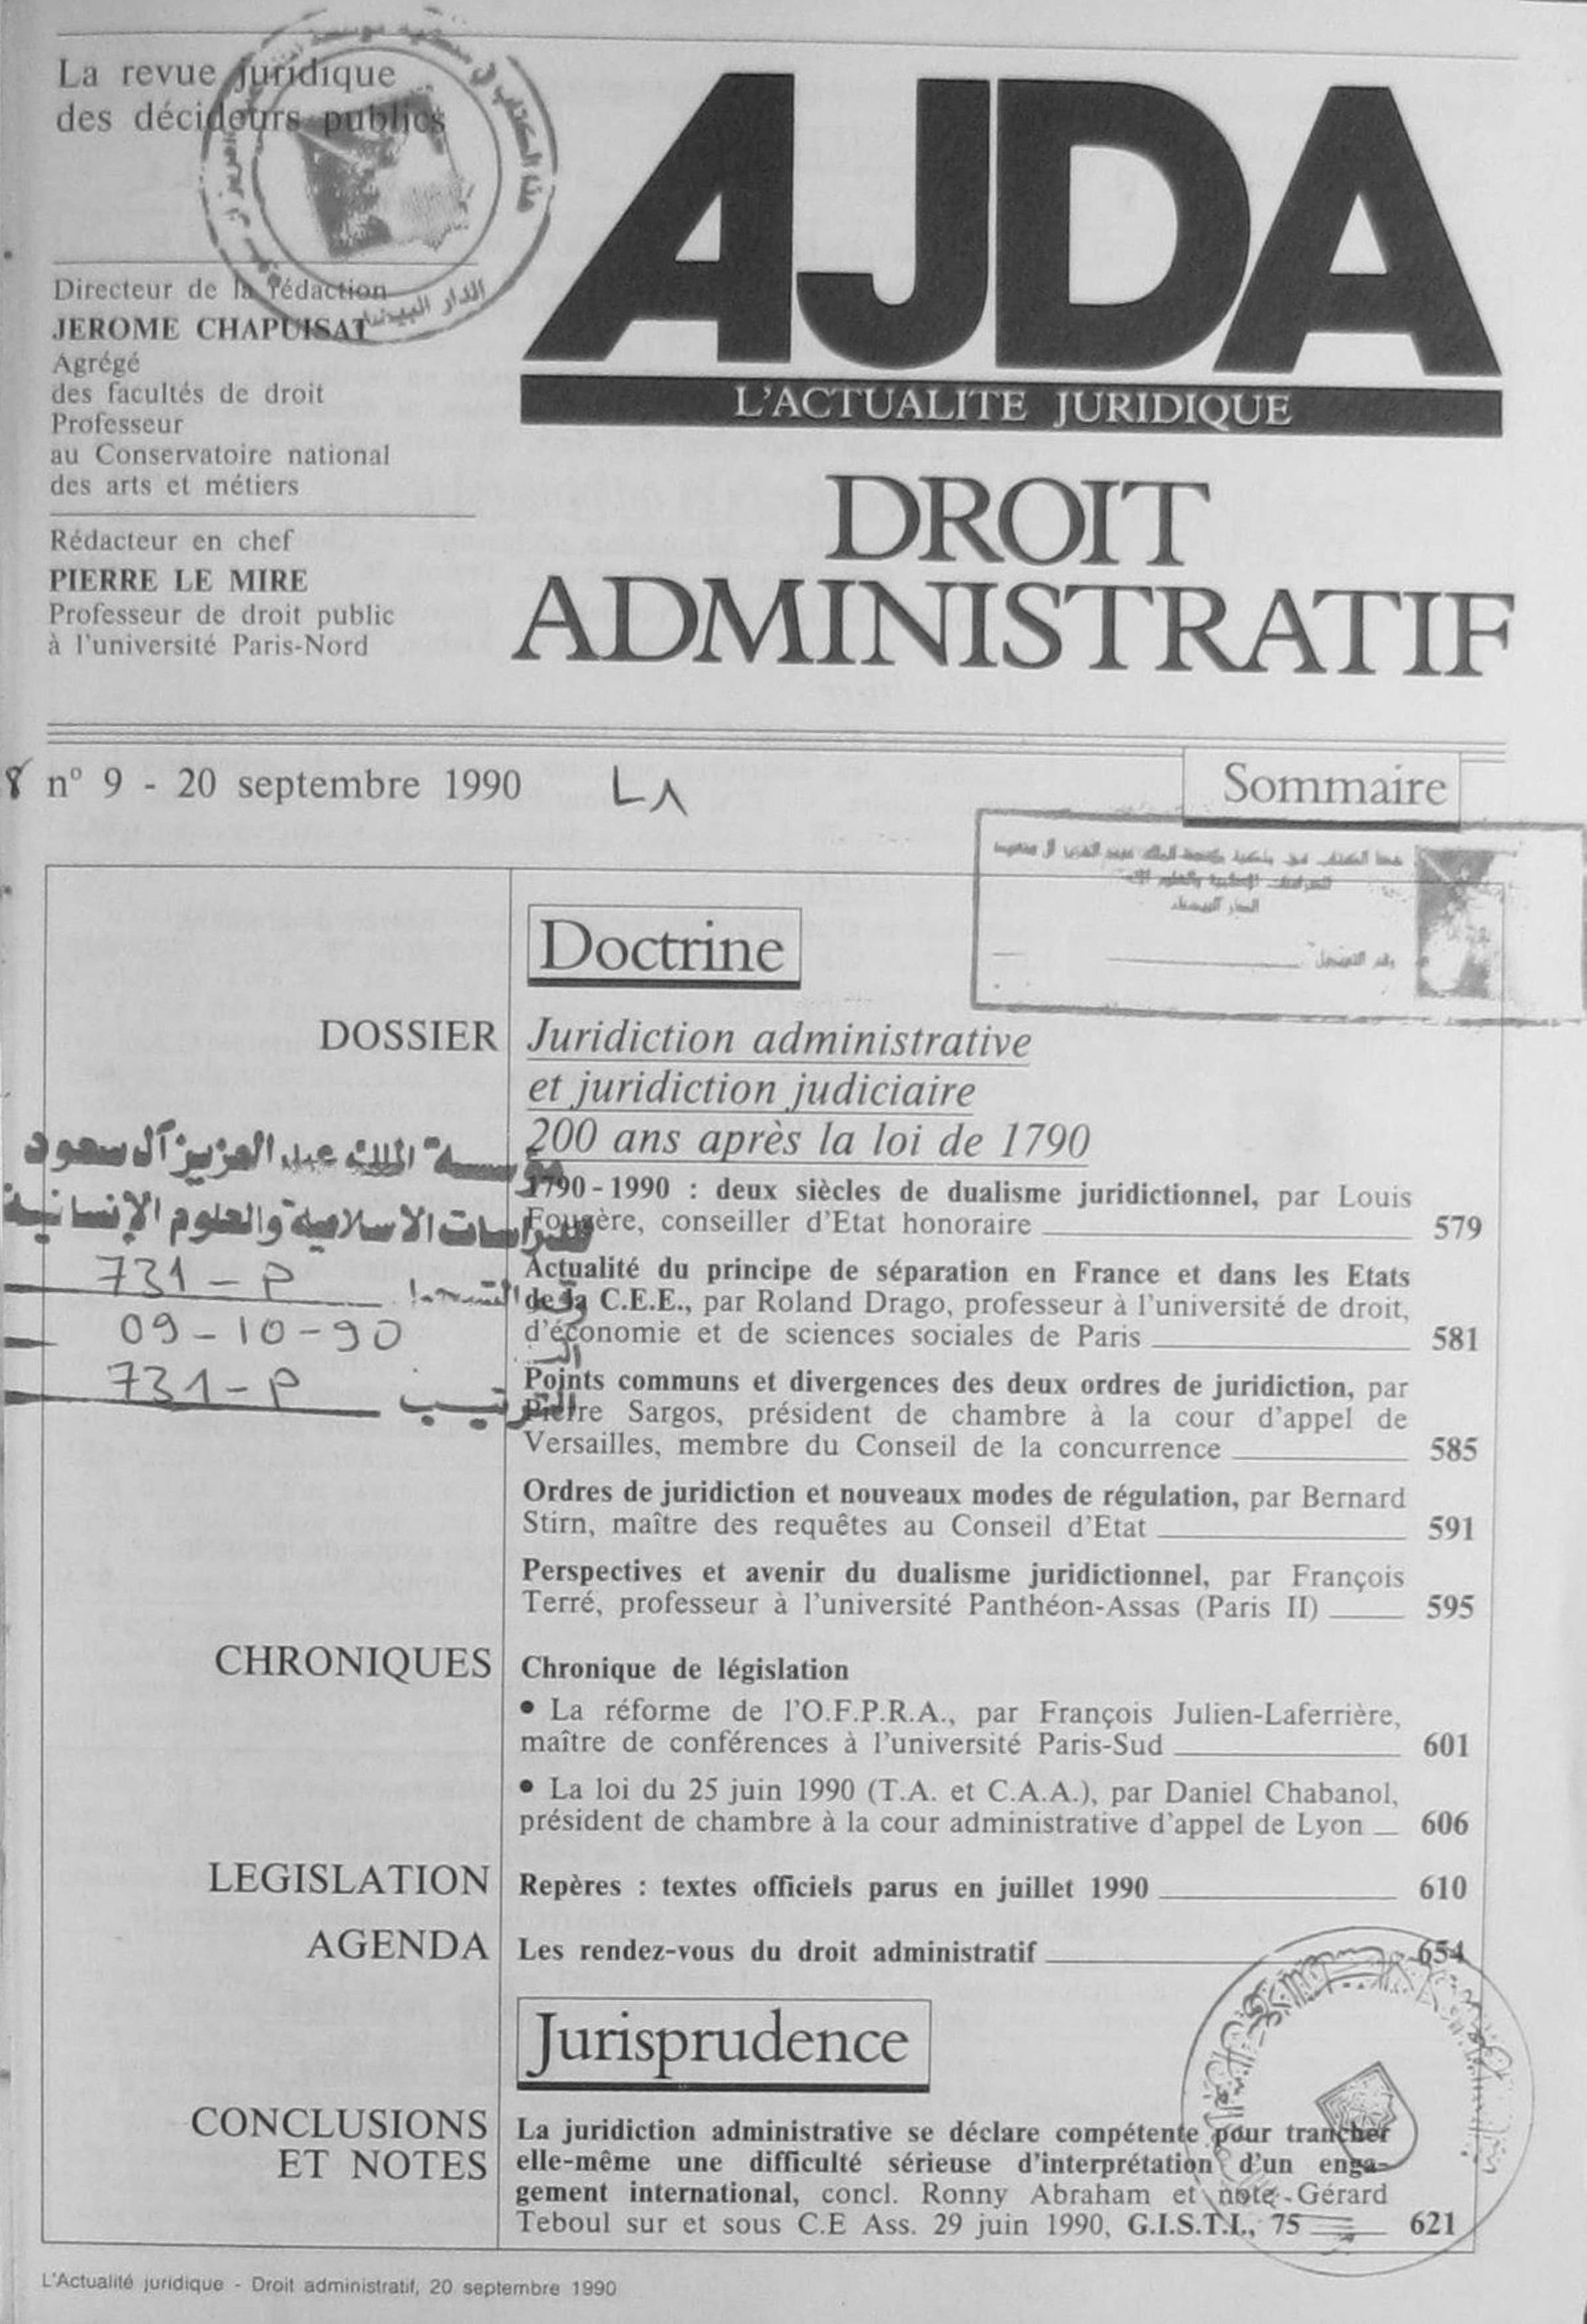 La revue juridique
des décideurs publics
AJDA
L'ACTUALITE JURIDIQUE
DROIT
ADMINISTRATIF
Directeur de la rédaction
JEROME CHAPUISAT
Agrégé
des facultés de droit
Professeur
au Conservatoire national
des arts et métiers
Rédacteur en chef
PIERRE LE MIRE
Professeur de droit public
à l'université Paris-Nord
n° 9 - 20 septembre 1990
Sommaire
هذا الكتاب
الدار البيضاء
رقم التسجيل
Doctrine
DOSSIER
Juridiction administrative
et juridiction judiciaire
200 ans après la loi de 1790
مؤسسة الملك عبد العزيز آل سعود
للدراسات الاسلامية والعلوم الإنسانية
731-P
09-10-90
731-P
الترتيب
1790-1990 : deux siècles de dualisme juridictionnel, par Louis
Fougère, conseiller d'Etat honoraire 579
Actualité du principe de séparation en France et dans les Etats
de la C.E.E., par Roland Drago, professeur à l'université de droit,
d'économie et de sciences sociales de Paris 581
Points communs et divergences des deux ordres de juridiction, par
Pierre Sargos, président de chambre à la cour d'appel de
Versailles, membre du Conseil de la concurrence 585
Ordres de juridiction et nouveaux modes de régulation, par Bernard
Stirn, maître des requêtes au Conseil d'Etat 591
Perspectives et avenir du dualisme juridictionnel, par François
Terré, professeur à l'université Panthéon-Assas (Paris II) 595
CHRONIQUES
Chronique de législation
• La réforme de l'O.F.P.R.A., par François Julien-Laferrière,
maître de conférences à l'université Paris-Sud 601
• La loi du 25 juin 1990 (T.A. et C.A.A.), par Daniel Chabanol,
président de chambre à la cour administrative d'appel de Lyon 606
LEGISLATION
Repères : textes officiels parus en juillet 1990 610
AGENDA
Les rendez-vous du droit administratif 654
Jurisprudence
CONCLUSIONS
ET NOTES
La juridiction administrative se déclare compétente pour trancher
elle-même une difficulté sérieuse d'interprétation d'un enga-
gement international, concl. Ronny Abraham et note Gérard
Teboul sur et sous C.E Ass. 29 juin 1990, G.I.S.T.I., 75 621
L'Actualité juridique - Droit administratif, 20 septembre 1990